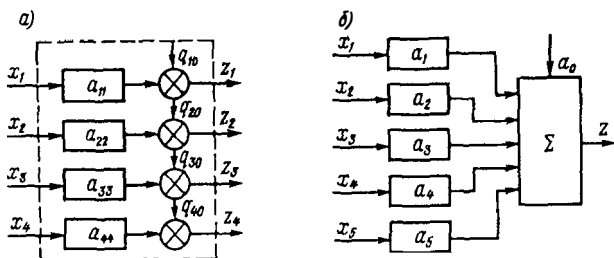 а) б)
q₁₀
x₁ a₁₁ z₁
q₂₀
x₂ a₂₂ z₂
q₃₀
x₃ a₃₃ z₃
q₄₀
x₄ a₄₄ z₄
x₁ a₁ a₀
x₂ a₂
x₃ a₃ Σ z
x₄ a₄
x₅ a₅